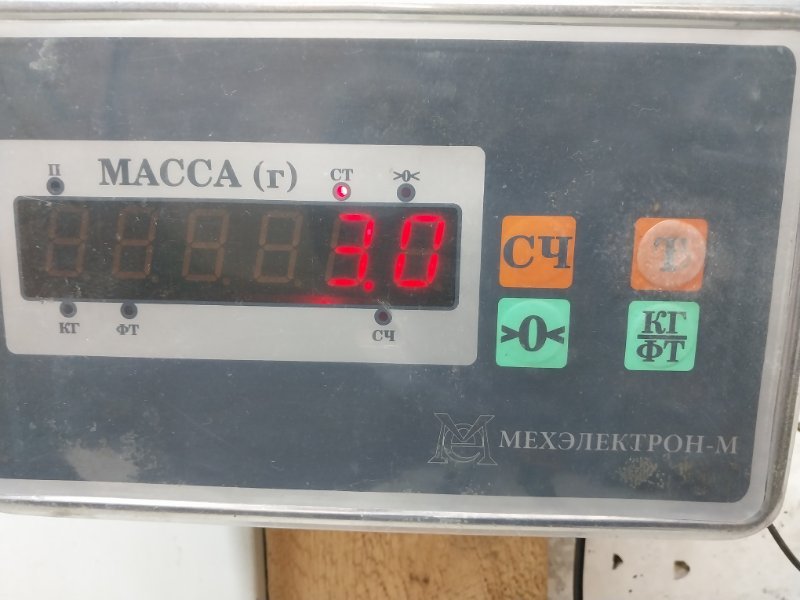 П
МАССА (г)
СТ
>0<
3.0
КГ
ФТ
СЧ
СЧ
Т
>0<
КГ
ФТ
МЕХЭЛЕКТРОН-М